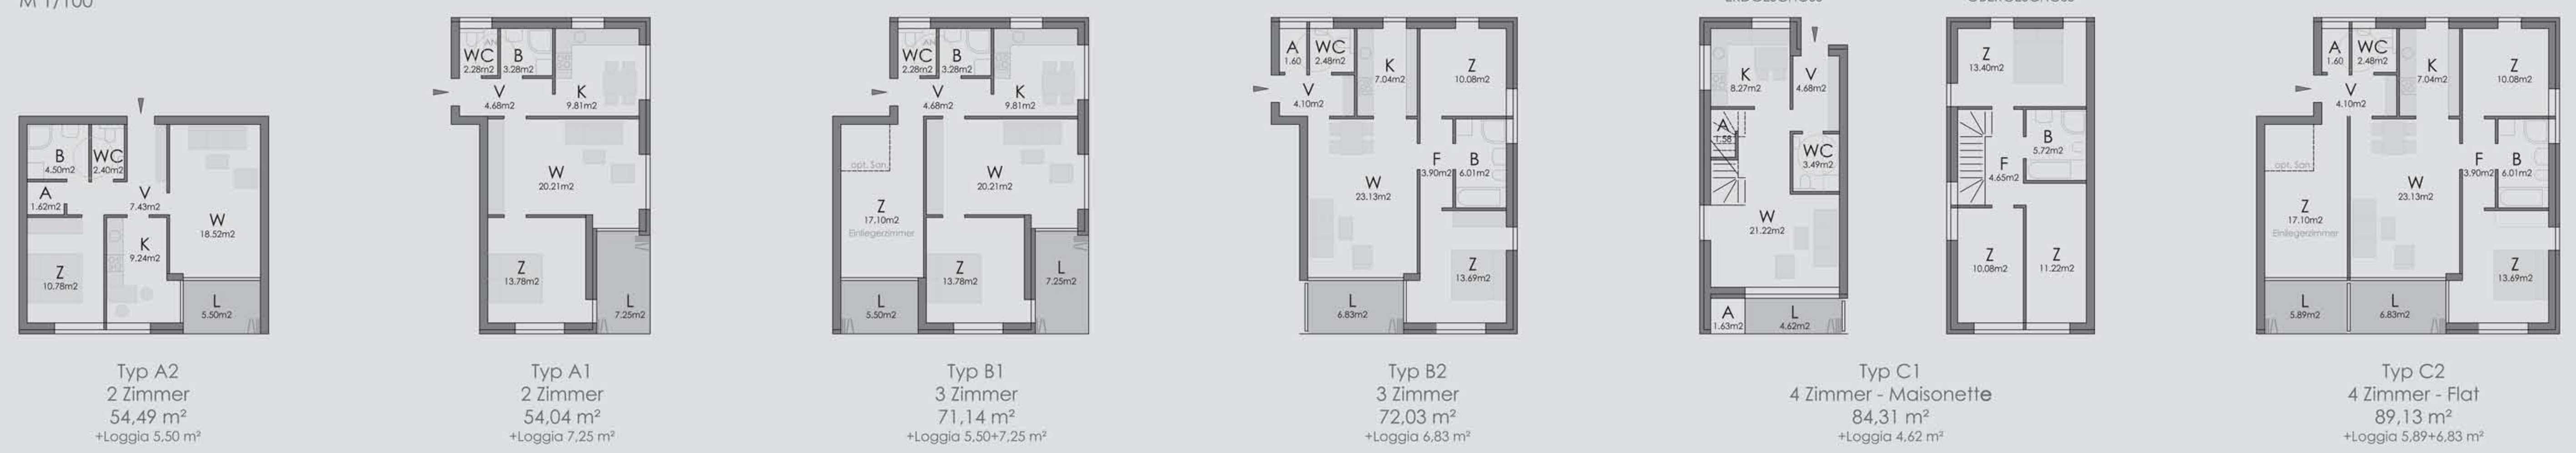 M 1/100
B
4.50m2
WC
2.40m2
A
1.62m2
V
7.43m2
W
18.52m2
K
9.24m2
Z
10.78m2
L
5.50m2
Typ A2
2 Zimmer
54,49 m²
+Loggia 5,50 m²
WC
2.28m2
B
3.28m2
V
4.68m2
K
9.81m2
W
20.21m2
Z
13.78m2
L
7.25m2
Typ A1
2 Zimmer
54,04 m²
+Loggia 7,25 m²
WC
2.28m2
B
3.28m2
V
4.68m2
K
9.81m2
opt. San.
W
20.21m2
Z
17.10m2
Einliegerzimmer
Z
13.78m2
L
7.25m2
L
5.50m2
Typ B1
3 Zimmer
71,14 m²
+Loggia 5,50+7,25 m²
A
1.60
WC
2.48m2
K
7.04m2
Z
10.08m2
V
4.10m2
F
3.90m2
B
6.01m2
W
23.13m2
Z
13.69m2
L
6.83m2
Typ B2
3 Zimmer
72,03 m²
+Loggia 6,83 m²
ERDGESCHOSS
K
8.27m2
V
4.68m2
A
1.58
WC
3.49m2
W
21.22m2
A
1.63m2
L
4.62m2
OBERGESCHOSS
Z
13.40m2
B
5.72m2
F
4.65m2
Z
10.08m2
Z
11.22m2
Typ C1
4 Zimmer - Maisonette
84,31 m²
+Loggia 4,62 m²
A
1.60
WC
2.48m2
K
7.04m2
Z
10.08m2
V
4.10m2
opt. San.
F
3.90m2
B
6.01m2
W
23.13m2
Z
17.10m2
Einliegerzimmer
Z
13.69m2
L
5.89m2
L
6.83m2
Typ C2
4 Zimmer - Flat
89,13 m²
+Loggia 5,89+6,83 m²